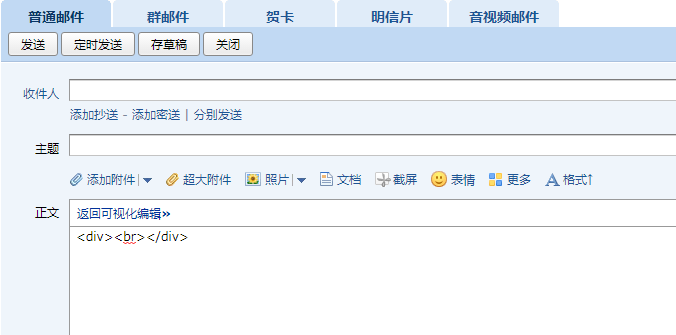 普通邮件 群邮件 贺卡 明信片 音视频邮件
发送 定时发送 存草稿 关闭
收件人
添加抄送 - 添加密送 | 分别发送
主题
添加附件 | 超大附件 照片 | 文档 截屏 表情 更多 格式↑
正文 返回可视化编辑»
<div><br></div>